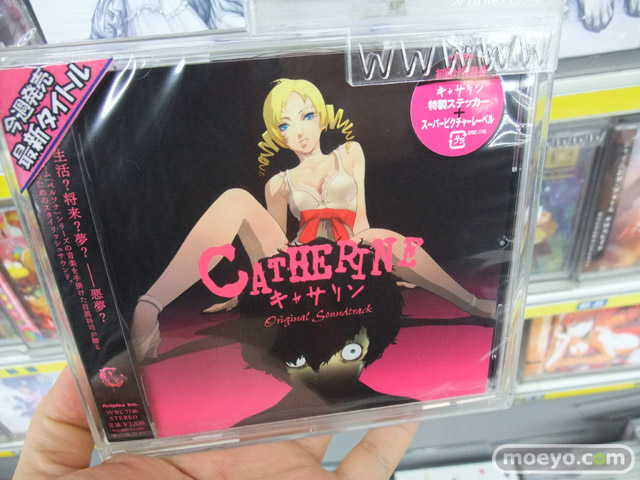 今週発売
最新タイトル
生活?将来?夢?――悪夢?
キャサリン
特製ステッカー
+
スーパーピクチャーレーベル
CATHERINE
キャサリン
Original Soundtrack
Aniplex Inc.
SVWC 7746
STEREO
moeyo.com